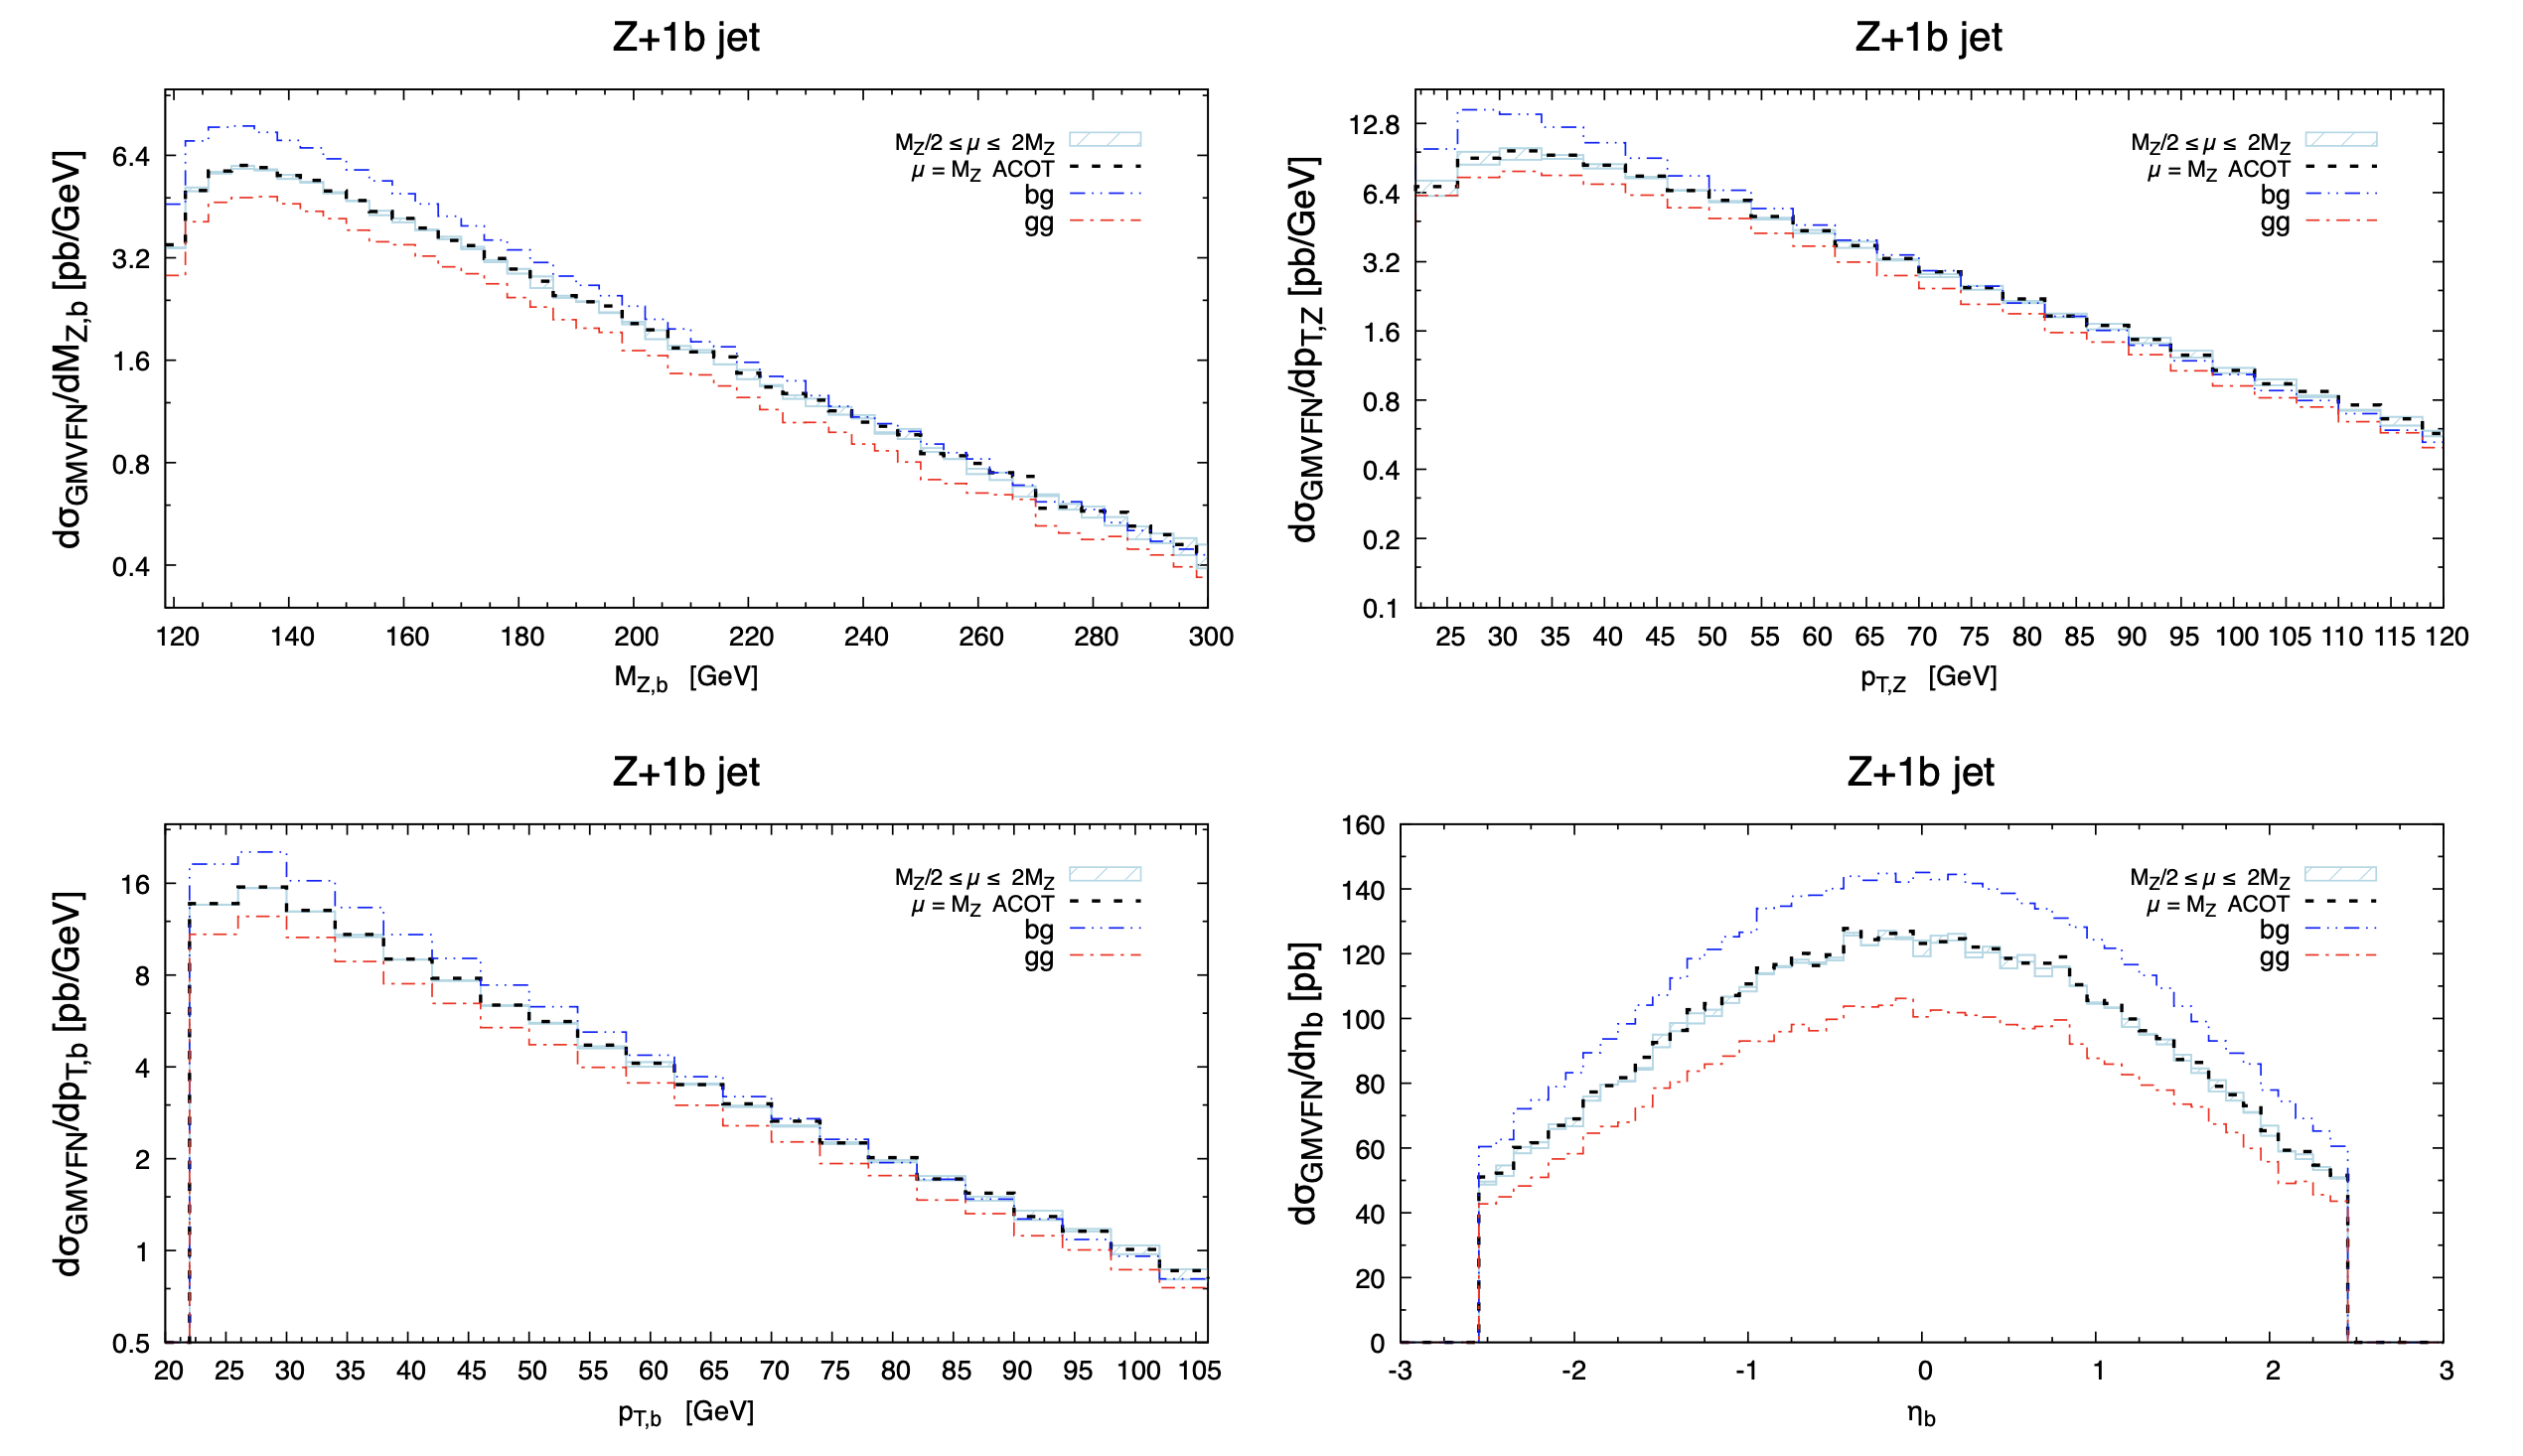 Z+1b jet
dσGMVFN/dMZ,b [pb/GeV]
6.4
3.2
1.6
0.8
0.4
MZ/2 ≤ μ ≤ 2MZ
μ = MZ ACOT
bg
gg
120 140 160 180 200 220 240 260 280 300
MZ,b [GeV]
Z+1b jet
dσGMVFN/dpT,Z [pb/GeV]
12.8
6.4
3.2
1.6
0.8
0.4
0.2
0.1
MZ/2 ≤ μ ≤ 2MZ
μ = MZ ACOT
bg
gg
25 30 35 40 45 50 55 60 65 70 75 80 85 90 95 100 105 110 115 120
pT,Z [GeV]
Z+1b jet
dσGMVFN/dpT,b [pb/GeV]
16
8
4
2
1
0.5
MZ/2 ≤ μ ≤ 2MZ
μ = MZ ACOT
bg
gg
20 25 30 35 40 45 50 55 60 65 70 75 80 85 90 95 100 105
pT,b [GeV]
Z+1b jet
dσGMVFN/dηb [pb]
160
140
120
100
80
60
40
20
0
MZ/2 ≤ μ ≤ 2MZ
μ = MZ ACOT
bg
gg
-3 -2 -1 0 1 2 3
ηb